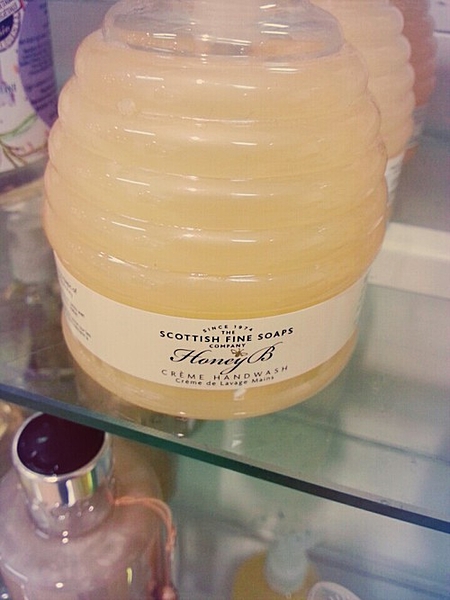 SINCE 1974
THE
SCOTTISH FINE SOAPS
COMPANY
Honey B
CRÈME HANDWASH
Crème de Lavage Mains